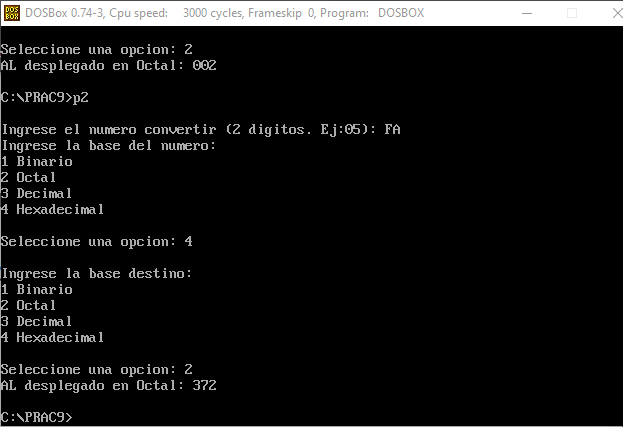 DOS
BOX
DOSBox 0.74-3, Cpu speed: 3000 cycles, Frameskip 0, Program: DOSBOX
Seleccione una opcion: 2
AL desplegado en Octal: 002
C:\PRAC9>p2
Ingrese el numero convertir (2 digitos. Ej:05): FA
Ingrese la base del numero:
1 Binario
2 Octal
3 Decimal
4 Hexadecimal
Seleccione una opcion: 4
Ingrese la base destino:
1 Binario
2 Octal
3 Decimal
4 Hexadecimal
Seleccione una opcion: 2
AL desplegado en Octal: 372
C:\PRAC9>